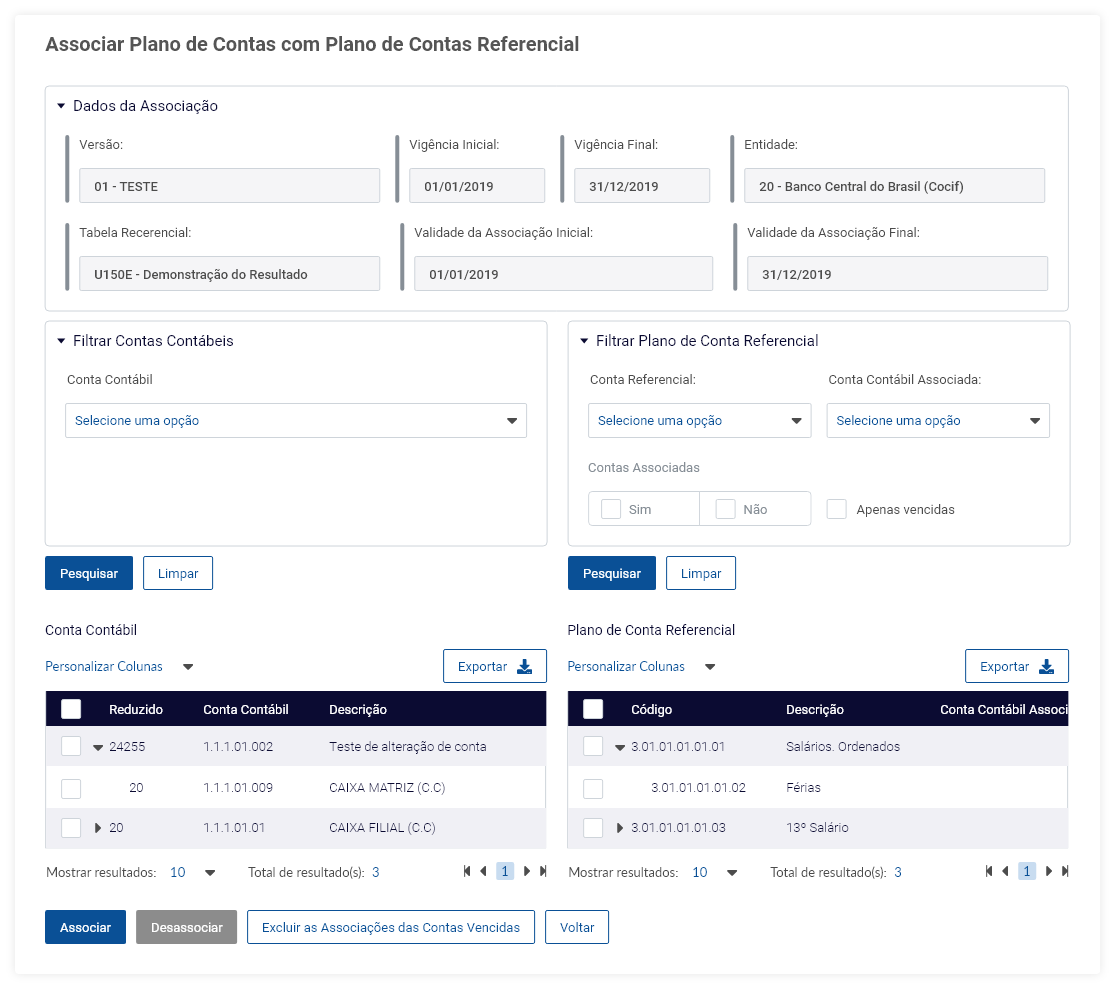 Associar Plano de Contas com Plano de Contas Referencial
Dados da Associação
Versão: Vigência Inicial: Vigência Final: Entidade:
01 - TESTE 01/01/2019 31/12/2019 20 - Banco Central do Brasil (Cocif)
Tabela Recerencial: Validade da Associação Inicial: Validade da Associação Final:
U150E - Demonstração do Resultado 01/01/2019 31/12/2019
Filtrar Contas Contábeis
Conta Contábil
Selecione uma opção
Filtrar Plano de Conta Referencial
Conta Referencial: Conta Contábil Associada:
Selecione uma opção Selecione uma opção
Contas Associadas
Sim Não Apenas vencidas
Pesquisar Limpar
Pesquisar Limpar
Conta Contábil
Personalizar Colunas Exportar
Reduzido Conta Contábil Descrição
24255 1.1.1.01.002 Teste de alteração de conta
20 1.1.1.01.009 CAIXA MATRIZ (C.C)
20 1.1.1.01.01 CAIXA FILIAL (C.C)
Mostrar resultados: 10 Total de resultado(s): 3 1
Plano de Conta Referencial
Personalizar Colunas Exportar
Código Descrição Conta Contábil Associ
3.01.01.01.01.01 Salários. Ordenados
3.01.01.01.01.02 Férias
3.01.01.01.01.03 13º Salário
Mostrar resultados: 10 Total de resultado(s): 3 1
Associar Desassociar Excluir as Associações das Contas Vencidas Voltar